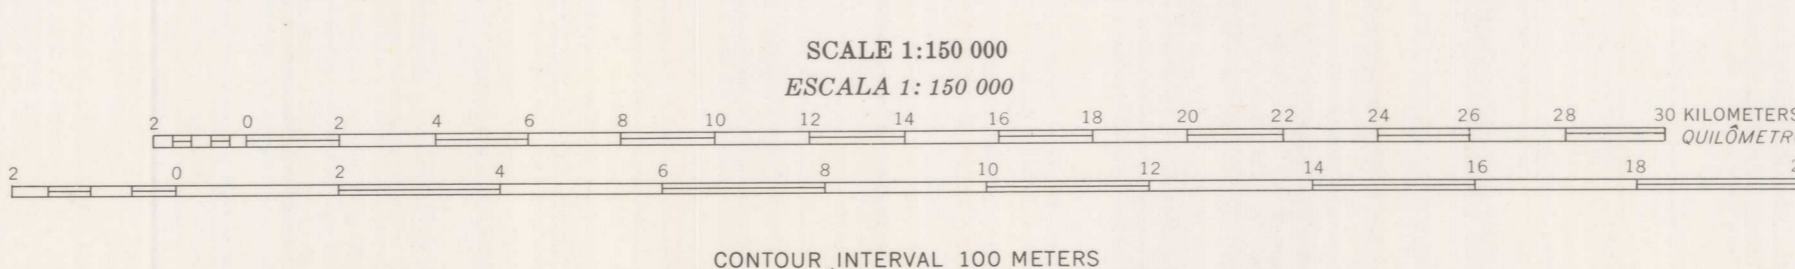 SCALE 1:150 000
ESCALA 1: 150 000
2 0 2 4 6 8 10 12 14 16 18 20 22 24 26 28 30 KILOMETERS
QUILÔMETR
2 0 2 4 6 8 10 12 14 16 18
CONTOUR INTERVAL 100 METERS